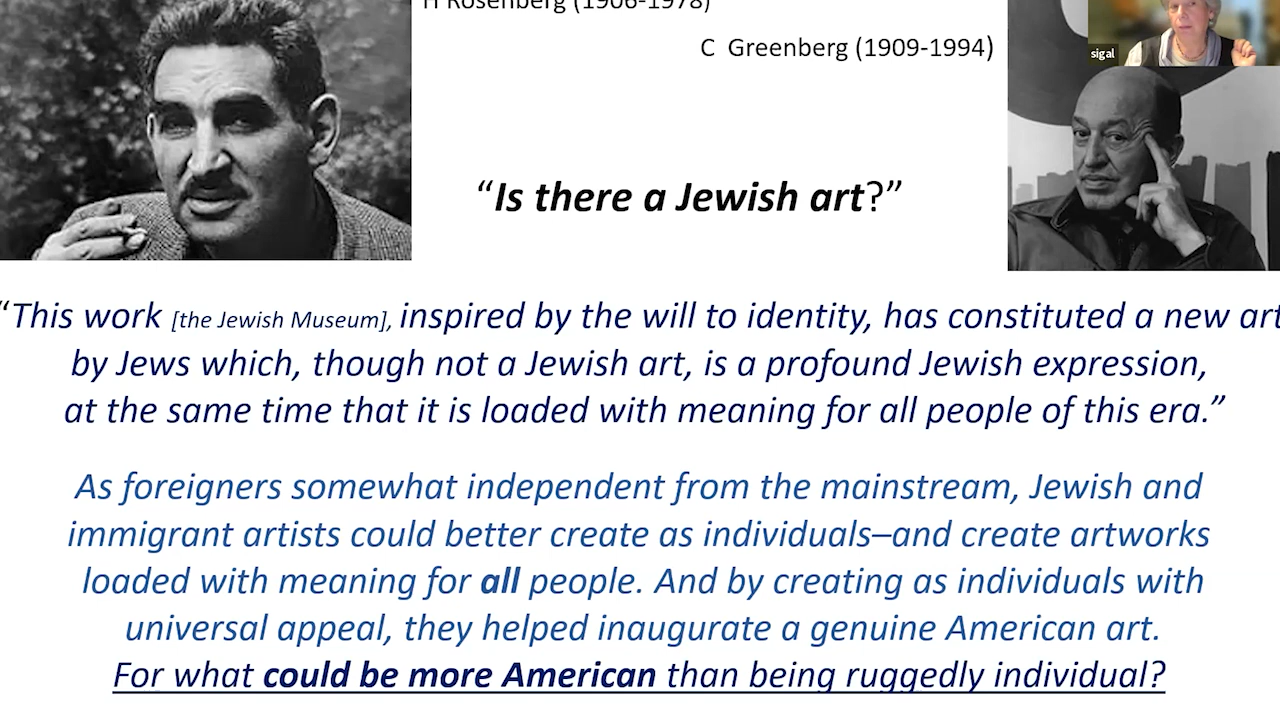 H Rosenberg (1906-1978)
C Greenberg (1909-1994)
sigal
“Is there a Jewish art?”
“This work [the Jewish Museum], inspired by the will to identity, has constituted a new art
by Jews which, though not a Jewish art, is a profound Jewish expression,
at the same time that it is loaded with meaning for all people of this era.”
As foreigners somewhat independent from the mainstream, Jewish and
immigrant artists could better create as individuals–and create artworks
loaded with meaning for all people. And by creating as individuals with
universal appeal, they helped inaugurate a genuine American art.
For what could be more American than being ruggedly individual?